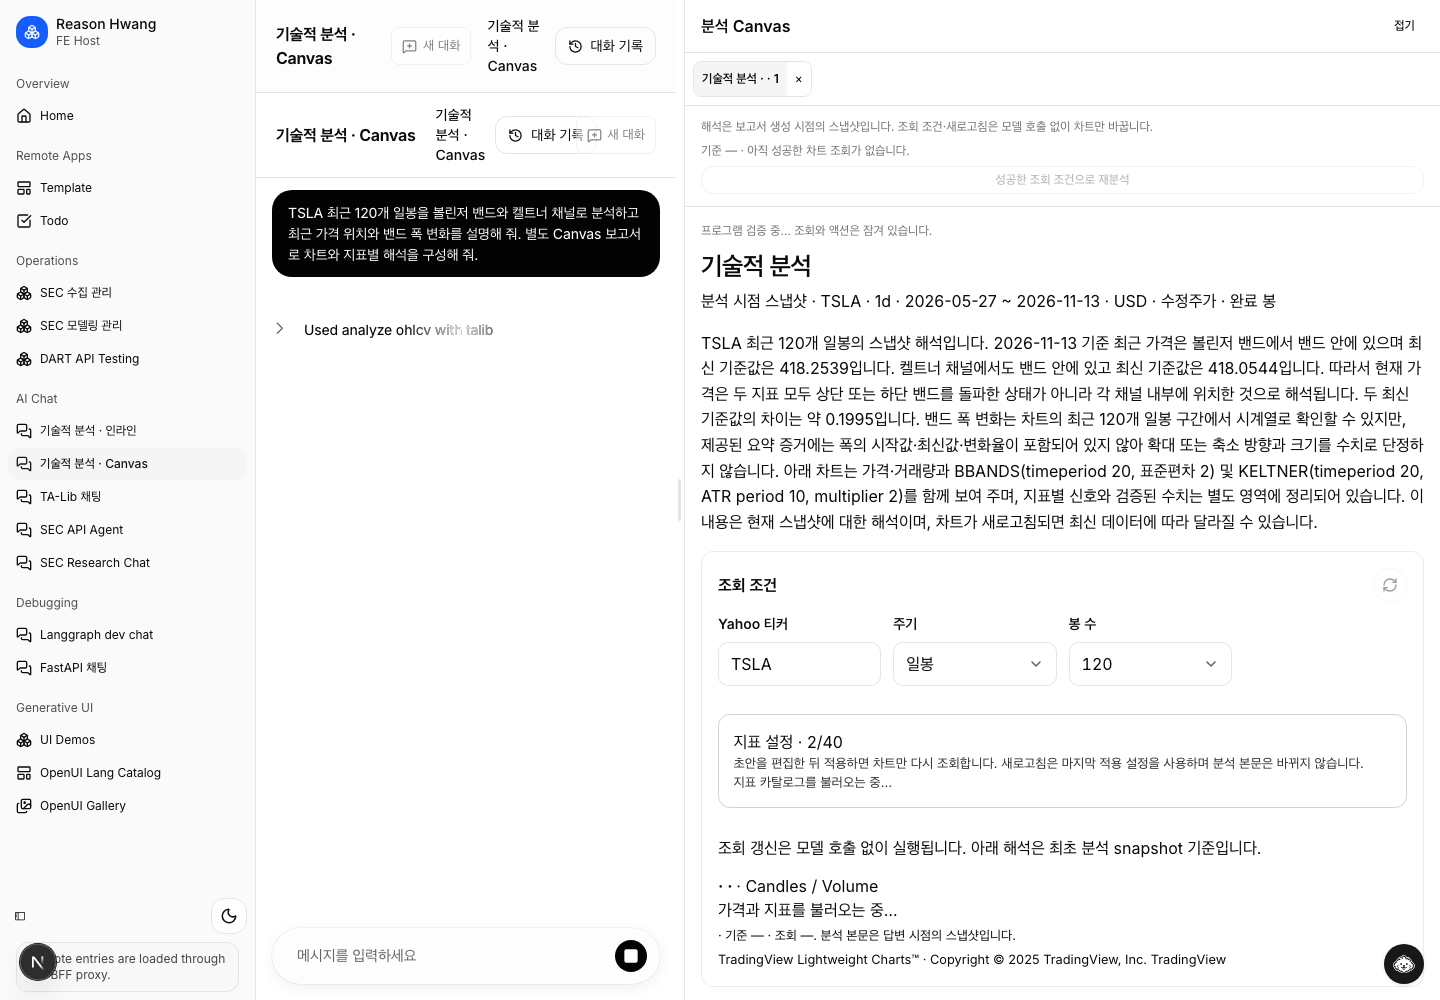 Reason Hwang
FE Host
Overview
Home
Remote Apps
Template
Todo
Operations
SEC 수집 관리
SEC 모델링 관리
DART API Testing
AI Chat
기술적 분석 · 인라인
기술적 분석 · Canvas
TA-Lib 채팅
SEC API Agent
SEC Research Chat
Debugging
Langgraph dev chat
FastAPI 채팅
Generative UI
UI Demos
OpenUI Lang Catalog
OpenUI Gallery
N
ote entries are loaded through
BFF proxy.
기술적 분석 ·
Canvas
새 대화
기술적 분
석 ·
Canvas
대화 기록
기술적 분석 · Canvas
기술적
분석 ·
Canvas
대화 기록
새 대화
TSLA 최근 120개 일봉을 볼린저 밴드와 켈트너 채널로 분석하고
최근 가격 위치와 밴드 폭 변화를 설명해 줘. 별도 Canvas 보고서
로 차트와 지표별 해석을 구성해 줘.
Used analyze ohlcv with talib
메시지를 입력하세요
분석 Canvas
접기
기술적 분석 · · 1 ×
해석은 보고서 생성 시점의 스냅샷입니다. 조회 조건·새로고침은 모델 호출 없이 차트만 바꿉니다.
기준 — · 아직 성공한 차트 조회가 없습니다.
성공한 조회 조건으로 재분석
프로그램 검증 중... 조회와 액션은 잠겨 있습니다.
기술적 분석
분석 시점 스냅샷 · TSLA · 1d · 2026-05-27 ~ 2026-11-13 · USD · 수정주가 · 완료 봉
TSLA 최근 120개 일봉의 스냅샷 해석입니다. 2026-11-13 기준 최근 가격은 볼린저 밴드에서 밴드 안에 있으며 최
신 기준값은 418.2539입니다. 켈트너 채널에서도 밴드 안에 있고 최신 기준값은 418.0544입니다. 따라서 현재 가
격은 두 지표 모두 상단 또는 하단 밴드를 돌파한 상태가 아니라 각 채널 내부에 위치한 것으로 해석됩니다. 두 최신
기준값의 차이는 약 0.1995입니다. 밴드 폭 변화는 차트의 최근 120개 일봉 구간에서 시계열로 확인할 수 있지만,
제공된 요약 증거에는 폭의 시작값·최신값·변화율이 포함되어 있지 않아 확대 또는 축소 방향과 크기를 수치로 단정하
지 않습니다. 아래 차트는 가격·거래량과 BBANDS(timeperiod 20, 표준편차 2) 및 KELTNER(timeperiod 20,
ATR period 10, multiplier 2)를 함께 보여 주며, 지표별 신호와 검증된 수치는 별도 영역에 정리되어 있습니다. 이
내용은 현재 스냅샷에 대한 해석이며, 차트가 새로고침되면 최신 데이터에 따라 달라질 수 있습니다.
조회 조건
Yahoo 티커
주기
봉 수
TSLA
일봉
120
지표 설정 · 2/40
초안을 편집한 뒤 적용하면 차트만 다시 조회합니다. 새로고침은 마지막 적용 설정을 사용하며 분석 본문은 바뀌지 않습니다.
지표 카탈로그를 불러오는 중...
조회 갱신은 모델 호출 없이 실행됩니다. 아래 해석은 최초 분석 snapshot 기준입니다.
· · · Candles / Volume
가격과 지표를 불러오는 중...
· 기준 — · 조회 —. 분석 본문은 답변 시점의 스냅샷입니다.
TradingView Lightweight Charts™ · Copyright © 2025 TradingView, Inc. TradingView